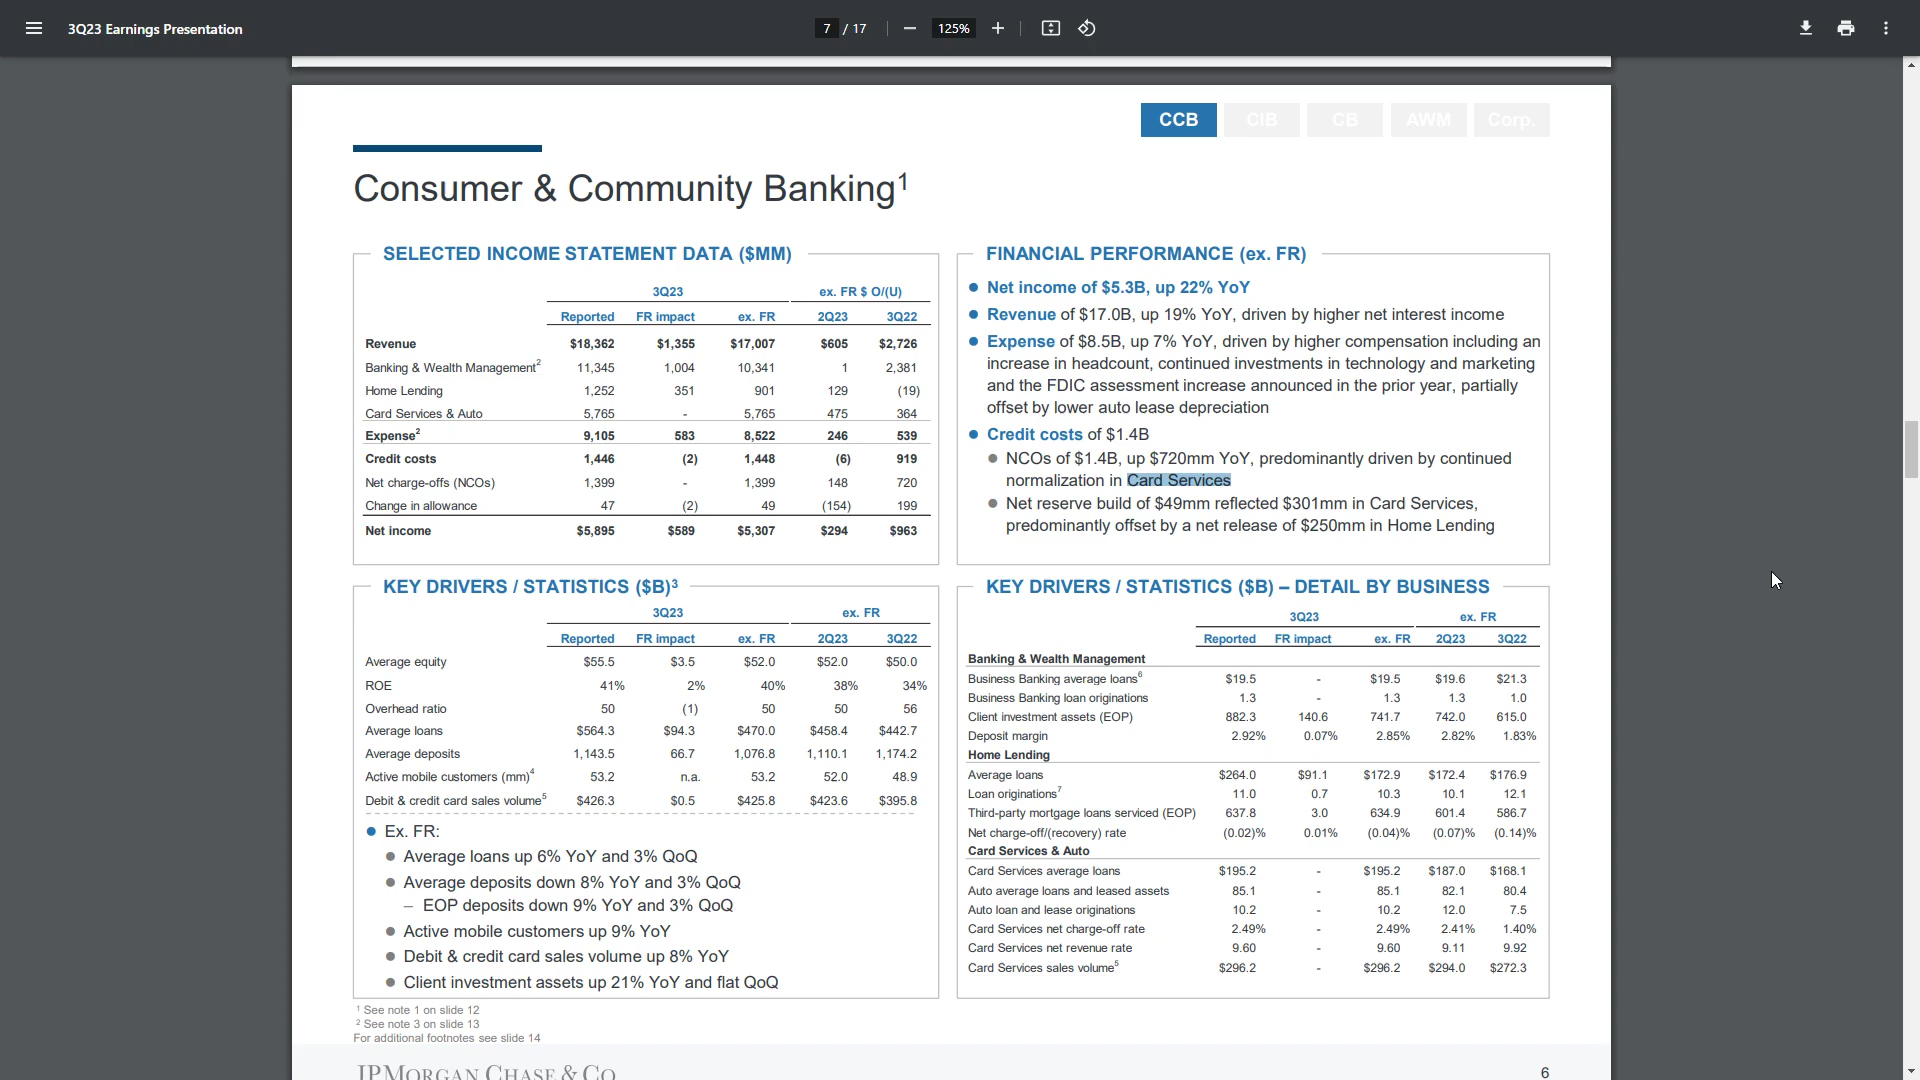 3Q23 Earnings Presentation
7 / 17
125%
CCB CIB CB AWM Corp.
Consumer & Community Banking¹
SELECTED INCOME STATEMENT DATA ($MM)
3Q23 ex. FR $ O/(U)
Reported FR impact ex. FR 2Q23 3Q22
Revenue $18,362 $1,355 $17,007 $605 $2,726
Banking & Wealth Management² 11,345 1,004 10,341 1 2,381
Home Lending 1,252 351 901 129 (19)
Card Services & Auto 5,765 - 5,765 475 364
Expense² 9,105 583 8,522 246 539
Credit costs 1,446 (2) 1,448 (6) 919
Net charge-offs (NCOs) 1,399 - 1,399 148 720
Change in allowance 47 (2) 49 (154) 199
Net income $5,895 $589 $5,307 $294 $963
FINANCIAL PERFORMANCE (ex. FR)
● Net income of $5.3B, up 22% YoY
● Revenue of $17.0B, up 19% YoY, driven by higher net interest income
● Expense of $8.5B, up 7% YoY, driven by higher compensation including an
increase in headcount, continued investments in technology and marketing
and the FDIC assessment increase announced in the prior year, partially
offset by lower auto lease depreciation
● Credit costs of $1.4B
● NCOs of $1.4B, up $720mm YoY, predominantly driven by continued
normalization in Card Services
● Net reserve build of $49mm reflected $301mm in Card Services,
predominantly offset by a net release of $250mm in Home Lending
KEY DRIVERS / STATISTICS ($B)³
3Q23 ex. FR
Reported FR impact ex. FR 2Q23 3Q22
Average equity $55.5 $3.5 $52.0 $52.0 $50.0
ROE 41% 2% 40% 38% 34%
Overhead ratio 50 (1) 50 50 56
Average loans $564.3 $94.3 $470.0 $458.4 $442.7
Average deposits 1,143.5 66.7 1,076.8 1,110.1 1,174.2
Active mobile customers (mm)⁴ 53.2 n.a. 53.2 52.0 48.9
Debit & credit card sales volume⁵ $426.3 $0.5 $425.8 $423.6 $395.8
● Ex. FR:
● Average loans up 6% YoY and 3% QoQ
● Average deposits down 8% YoY and 3% QoQ
– EOP deposits down 9% YoY and 3% QoQ
● Active mobile customers up 9% YoY
● Debit & credit card sales volume up 8% YoY
● Client investment assets up 21% YoY and flat QoQ
KEY DRIVERS / STATISTICS ($B) – DETAIL BY BUSINESS
3Q23 ex. FR
Reported FR impact ex. FR 2Q23 3Q22
Banking & Wealth Management
Business Banking average loans⁶ $19.5 - $19.5 $19.6 $21.3
Business Banking loan originations 1.3 - 1.3 1.3 1.0
Client investment assets (EOP) 882.3 140.6 741.7 742.0 615.0
Deposit margin 2.92% 0.07% 2.85% 2.82% 1.83%
Home Lending
Average loans $264.0 $91.1 $172.9 $172.4 $176.9
Loan originations⁷ 11.0 0.7 10.3 10.1 12.1
Third-party mortgage loans serviced (EOP) 637.8 3.0 634.9 601.4 586.7
Net charge-off/(recovery) rate (0.02)% 0.01% (0.04)% (0.07)% (0.14)%
Card Services & Auto
Card Services average loans $195.2 - $195.2 $187.0 $168.1
Auto average loans and leased assets 85.1 - 85.1 82.1 80.4
Auto loan and lease originations 10.2 - 10.2 12.0 7.5
Card Services net charge-off rate 2.49% - 2.49% 2.41% 1.40%
Card Services net revenue rate 9.60 - 9.60 9.11 9.92
Card Services sales volume⁵ $296.2 - $296.2 $294.0 $272.3
¹ See note 1 on slide 12
² See note 3 on slide 13
For additional footnotes see slide 14
JPMORGAN CHASE & CO.
6